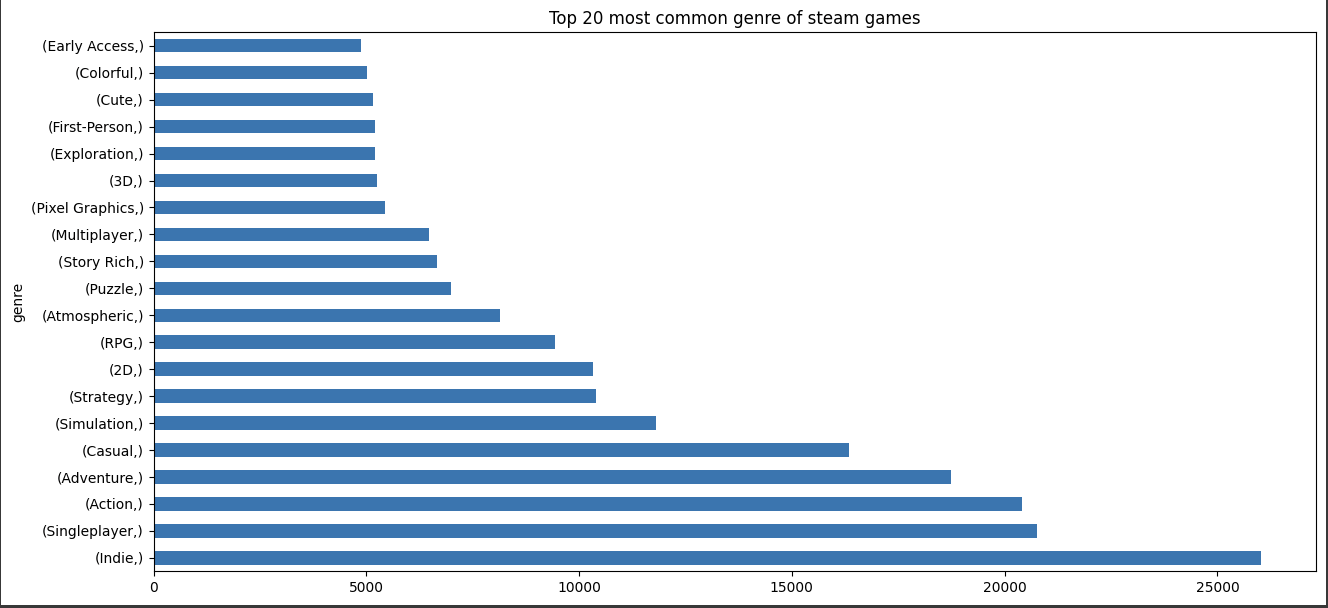 Top 20 most common genre of steam games
(Early Access,)
(Colorful,)
(Cute,)
(First-Person,)
(Exploration,)
(3D,)
(Pixel Graphics,)
(Multiplayer,)
(Story Rich,)
(Puzzle,)
(Atmospheric,)
(RPG,)
(2D,)
(Strategy,)
(Simulation,)
(Casual,)
(Adventure,)
(Action,)
(Singleplayer,)
(Indie,)
genre
0 5000 10000 15000 20000 25000